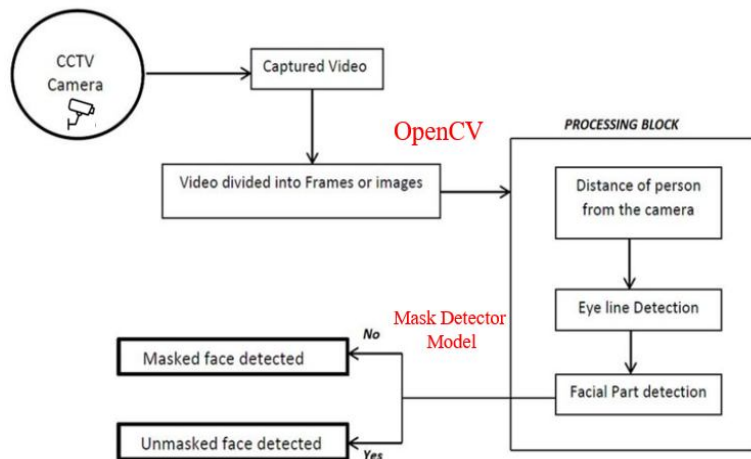 CCTV
Camera
Captured Video
OpenCV
PROCESSING BLOCK
Video divided into Frames or images
Distance of person
from the camera
Eye line Detection
Mask Detector
Model
No
Masked face detected
Facial Part detection
Unmasked face detected
Yes